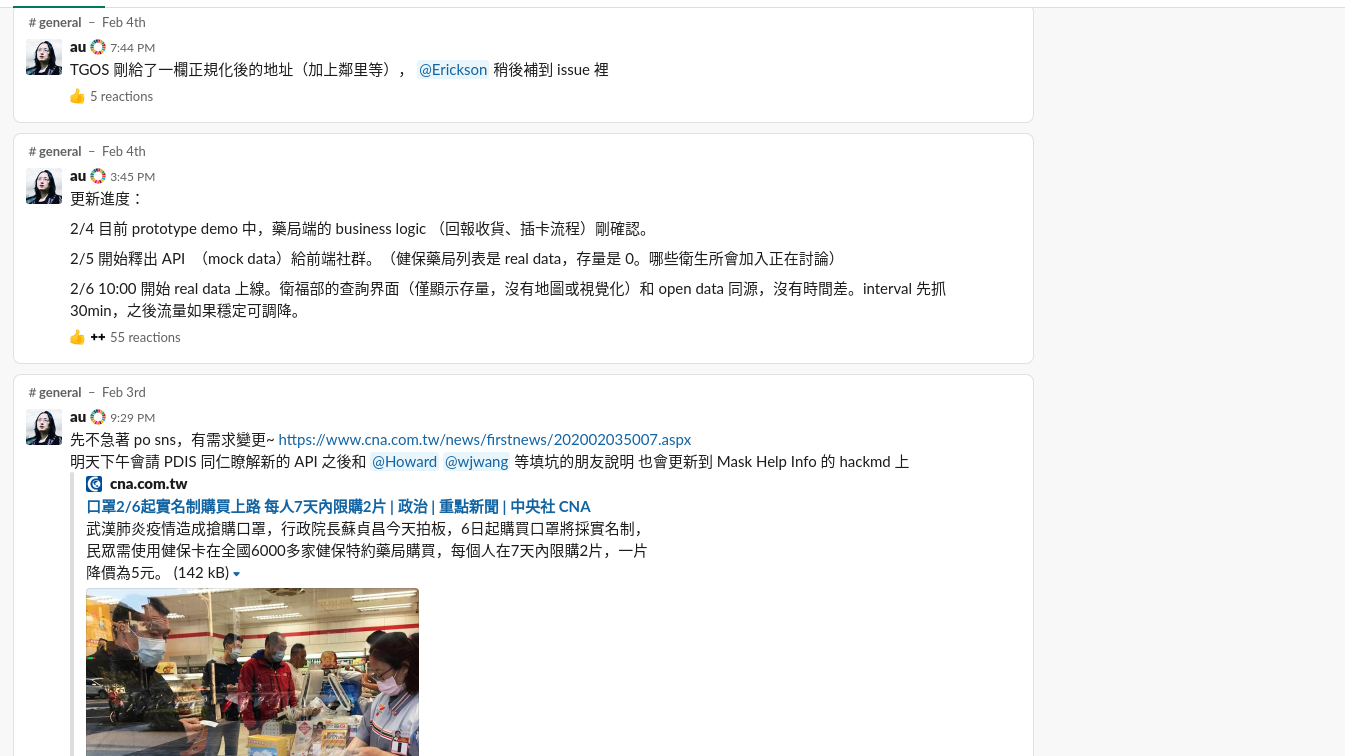 # general – Feb 4th
au 7:44 PM
TGOS 剛給了一欄正規化後的地址（加上鄰里等）， @Erickson 稍後補到 issue 裡
5 reactions
# general – Feb 4th
au 3:45 PM
更新進度：
2/4 目前 prototype demo 中，藥局端的 business logic （回報收貨、插卡流程）剛確認。
2/5 開始釋出 API （mock data）給前端社群。（健保藥局列表是 real data，存量是 0。哪些衛生所會加入正在討論）
2/6 10:00 開始 real data 上線。衛福部的查詢界面（僅顯示存量，沒有地圖或視覺化）和 open data 同源，沒有時間差。interval 先抓
30min，之後流量如果穩定可調降。
++ 55 reactions
# general – Feb 3rd
au 9:29 PM
先不急著 po sns，有需求變更~ https://www.cna.com.tw/news/firstnews/202002035007.aspx
明天下午會請 PDIS 同仁瞭解新的 API 之後和 @Howard @wjwang 等填坑的朋友說明 也會更新到 Mask Help Info 的 hackmd 上
cna.com.tw
口罩2/6起實名制購買上路 每人7天內限購2片 | 政治 | 重點新聞 | 中央社 CNA
武漢肺炎疫情造成搶購口罩，行政院長蘇貞昌今天拍板，6日起購買口罩將採實名制，
民眾需使用健保卡在全國6000多家健保特約藥局購買，每個人在7天內限購2片，一片
降價為5元。 (142 kB)